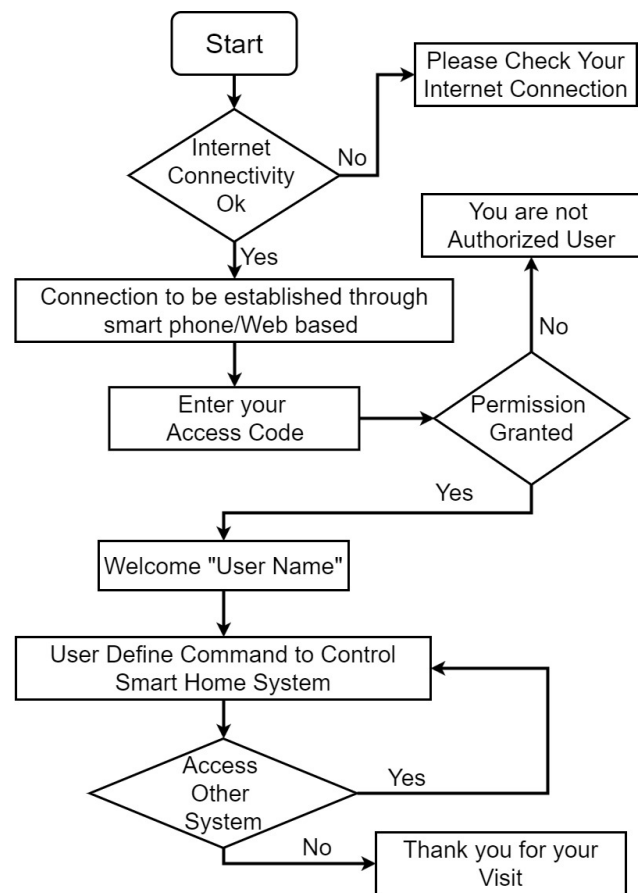 Start
Please Check Your
Internet Connection
Internet
Connectivity
Ok
No
Yes
You are not
Authorized User
Connection to be established through
smart phone/Web based
No
Enter your
Access Code
Permission
Granted
Yes
Welcome "User Name"
User Define Command to Control
Smart Home System
Access
Other
System
Yes
No
Thank you for your
Visit